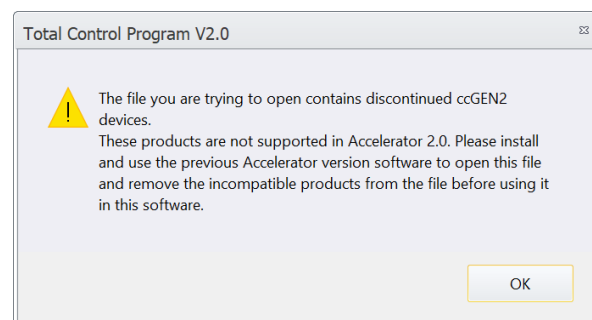 Total Control Program V2.0
The file you are trying to open contains discontinued ccGEN2
devices.
These products are not supported in Accelerator 2.0. Please install
and use the previous Accelerator version software to open this file
and remove the incompatible products from the file before using it
in this software.
OK